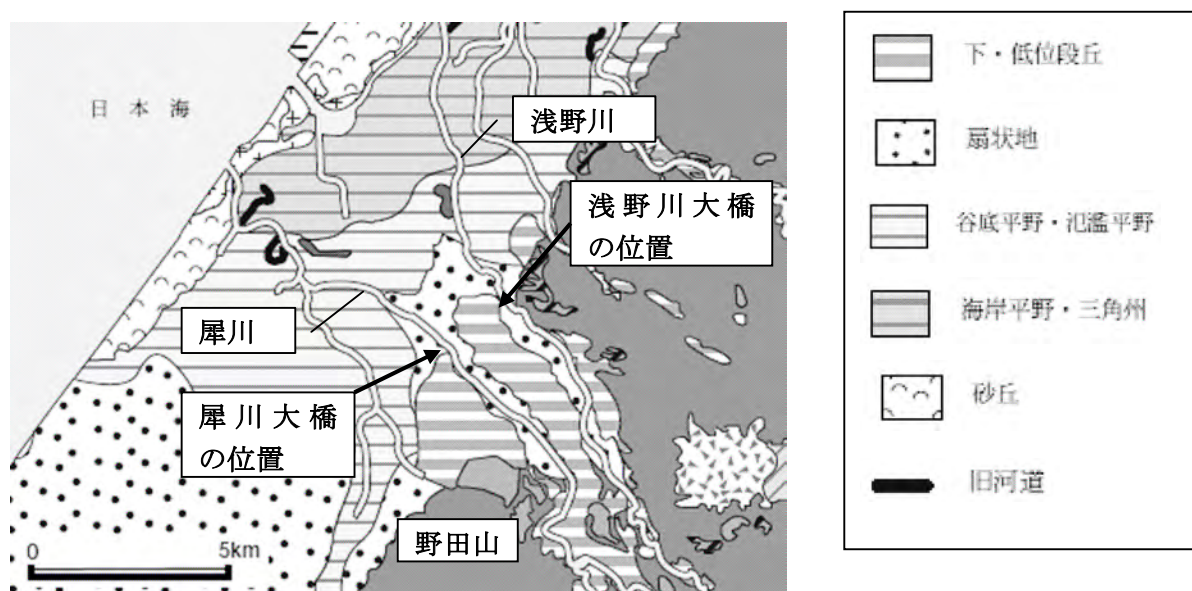 日本海
浅野川
浅野川大橋
の位置
犀川
犀川大橋
の位置
野田山
0 5km
下・低位段丘
扇状地
谷底平野・氾濫平野
海岸平野・三角州
砂丘
旧河道